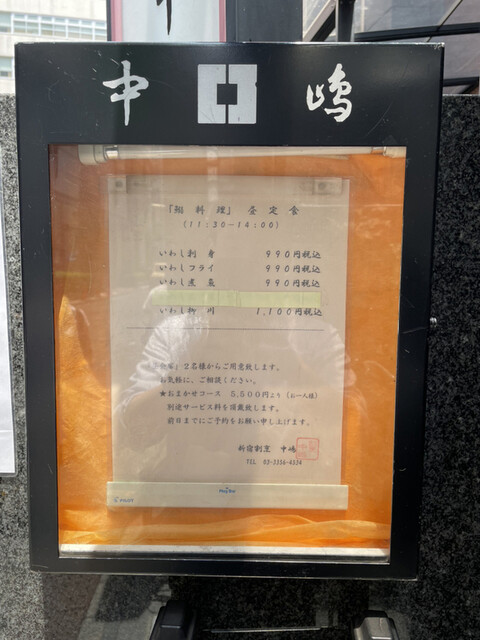 中 嶋
「鰯料理」昼定食
(11:30-14:00)
いわし刺身 990円税込
いわしフライ 990円税込
いわし煮魚 990円税込
いわし柳川 1,100円税込
2名様からご用意致します。
お気軽に、ご相談ください。
★おまかせコース 5,500円より(お一人様)
別途サービス料を頂戴致します。
前日までにご予約をお願い申し上げます。
新宿割烹 中嶋
TEL 03-3356-4534